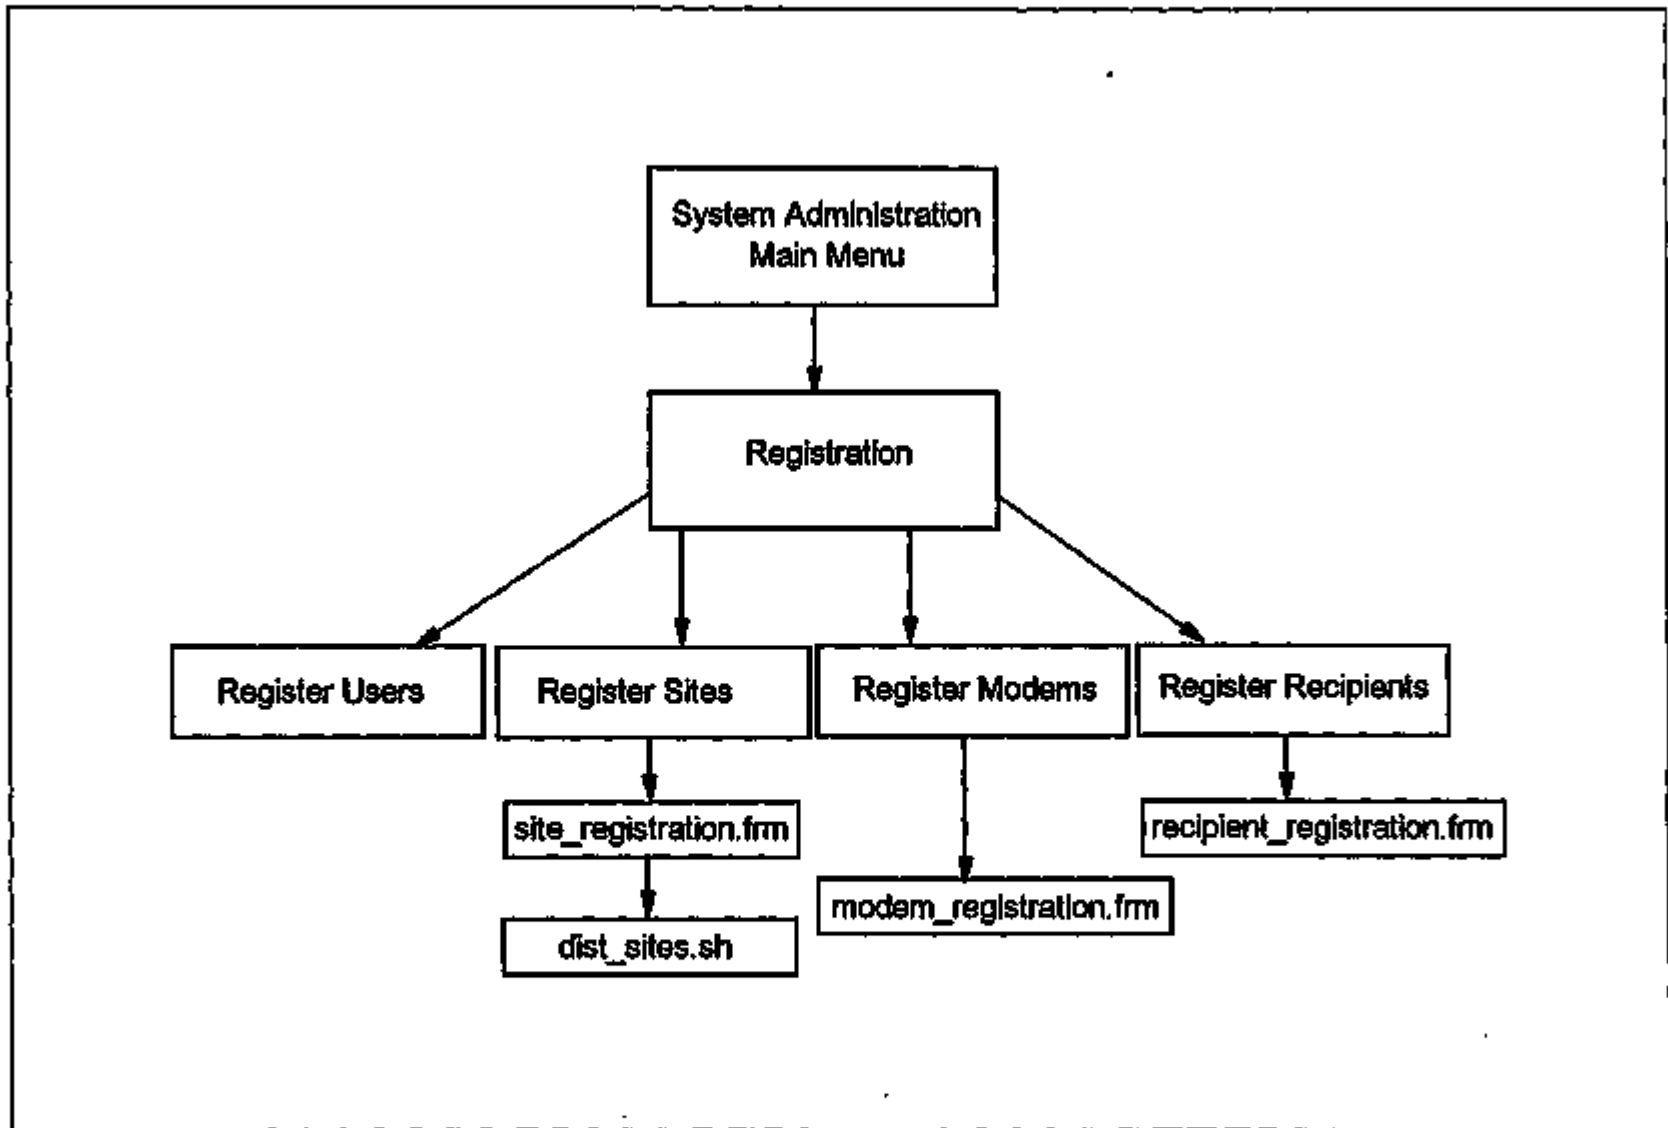 System Administration
Main Menu
Registration
Register Users
Register Sites
Register Modems
Register Recipients
site_registration.frm
recipient_registration.frm
modem_registration.frm
dist_sites.sh